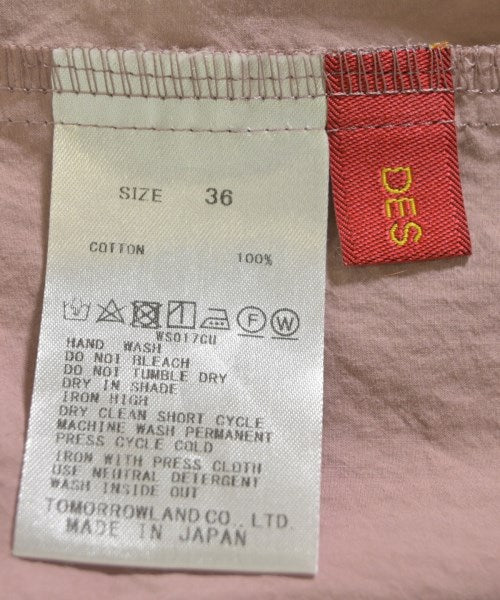 SIZE 36
DES
COTTON 100%
F W
WS017CU
HAND WASH
DO NOT BLEACH
DO NOT TUMBLE DRY
DRY IN SHADE
IRON HIGH
DRY CLEAN SHORT CYCLE
MACHINE WASH PERMANENT
PRESS CYCLE COLD
IRON WITH PRESS CLOTH
USE NEUTRAL DETERGENT
WASH INSIDE OUT
TOMORROWLAND CO., LTD.
MADE IN JAPAN